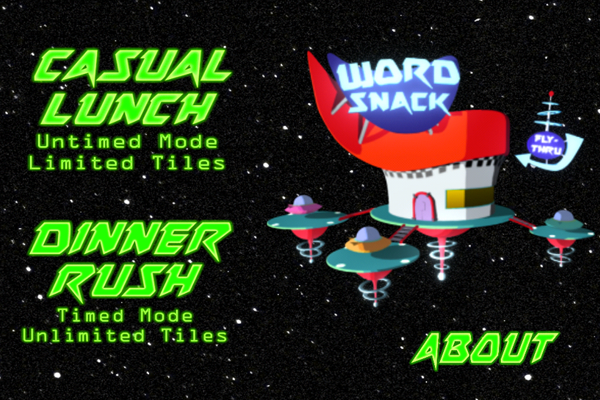 CASUAL
LUNCH
Untimed Mode
Limited Tiles
DINNER
RUSH
Timed Mode
Unlimited Tiles
WORD
SNACK
FLY-
THRU
ABOUT